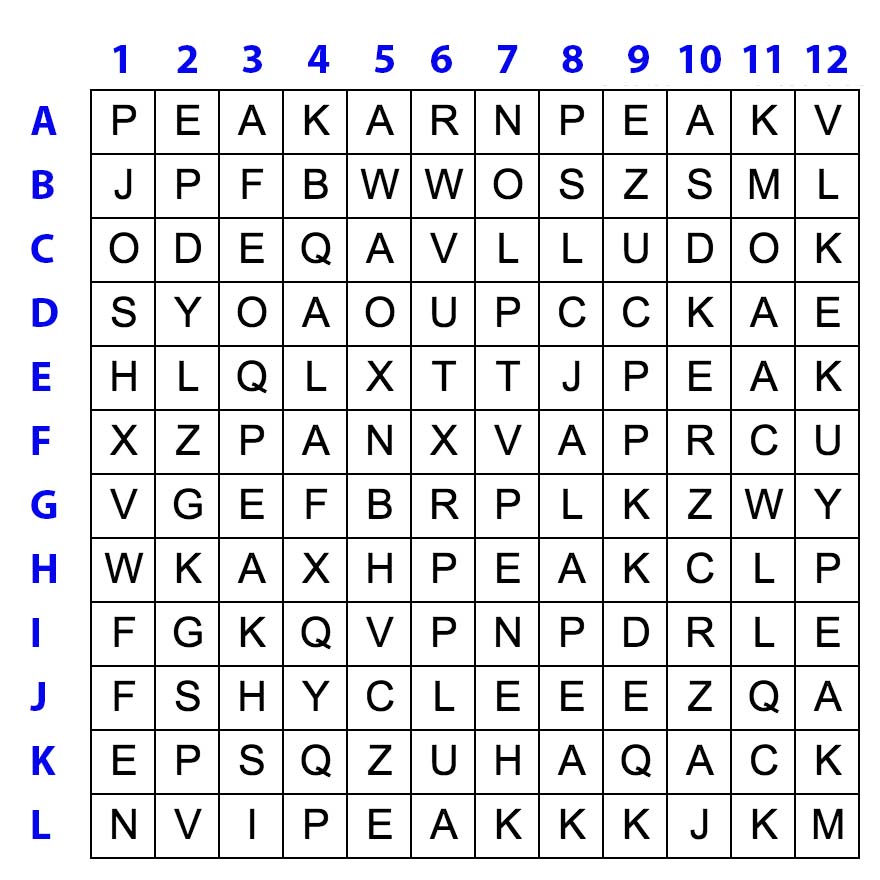 1 2 3 4 5 6 7 8 9 10 11 12
A P E A K A R N P E A K V
B J P F B W W O S Z S M L
C O D E Q A V L L U D O K
D S Y O A O U P C C K A E
E H L Q L X T T J P E A K
F X Z P A N X V A P R C U
G V G E F B R P L K Z W Y
H W K A X H P E A K C L P
I F G K Q V P N P D R L E
J F S H Y C L E E E Z Q A
K E P S Q Z U H A Q A C K
L N V I P E A K K K J K M